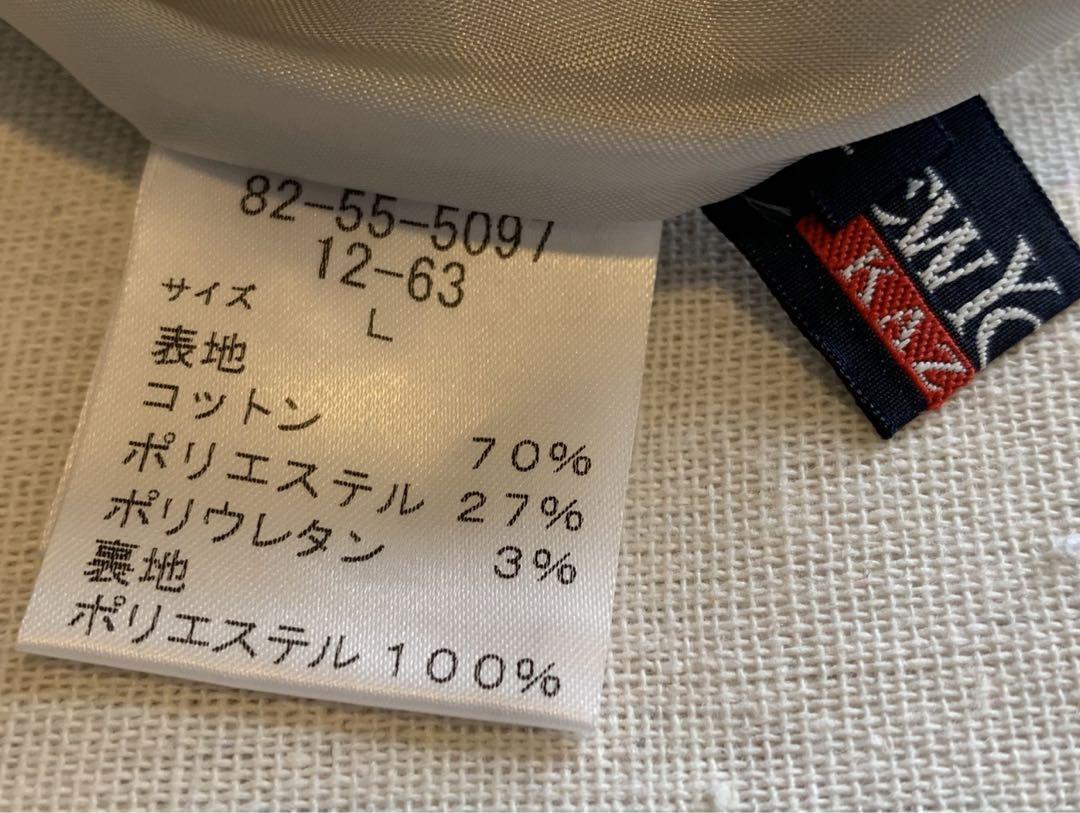 82-55-5097
12-63
サイズ
L
表地
コットン 70%
ポリエステル 27%
ポリウレタン 3%
裏地
ポリエステル 100%
KAZ